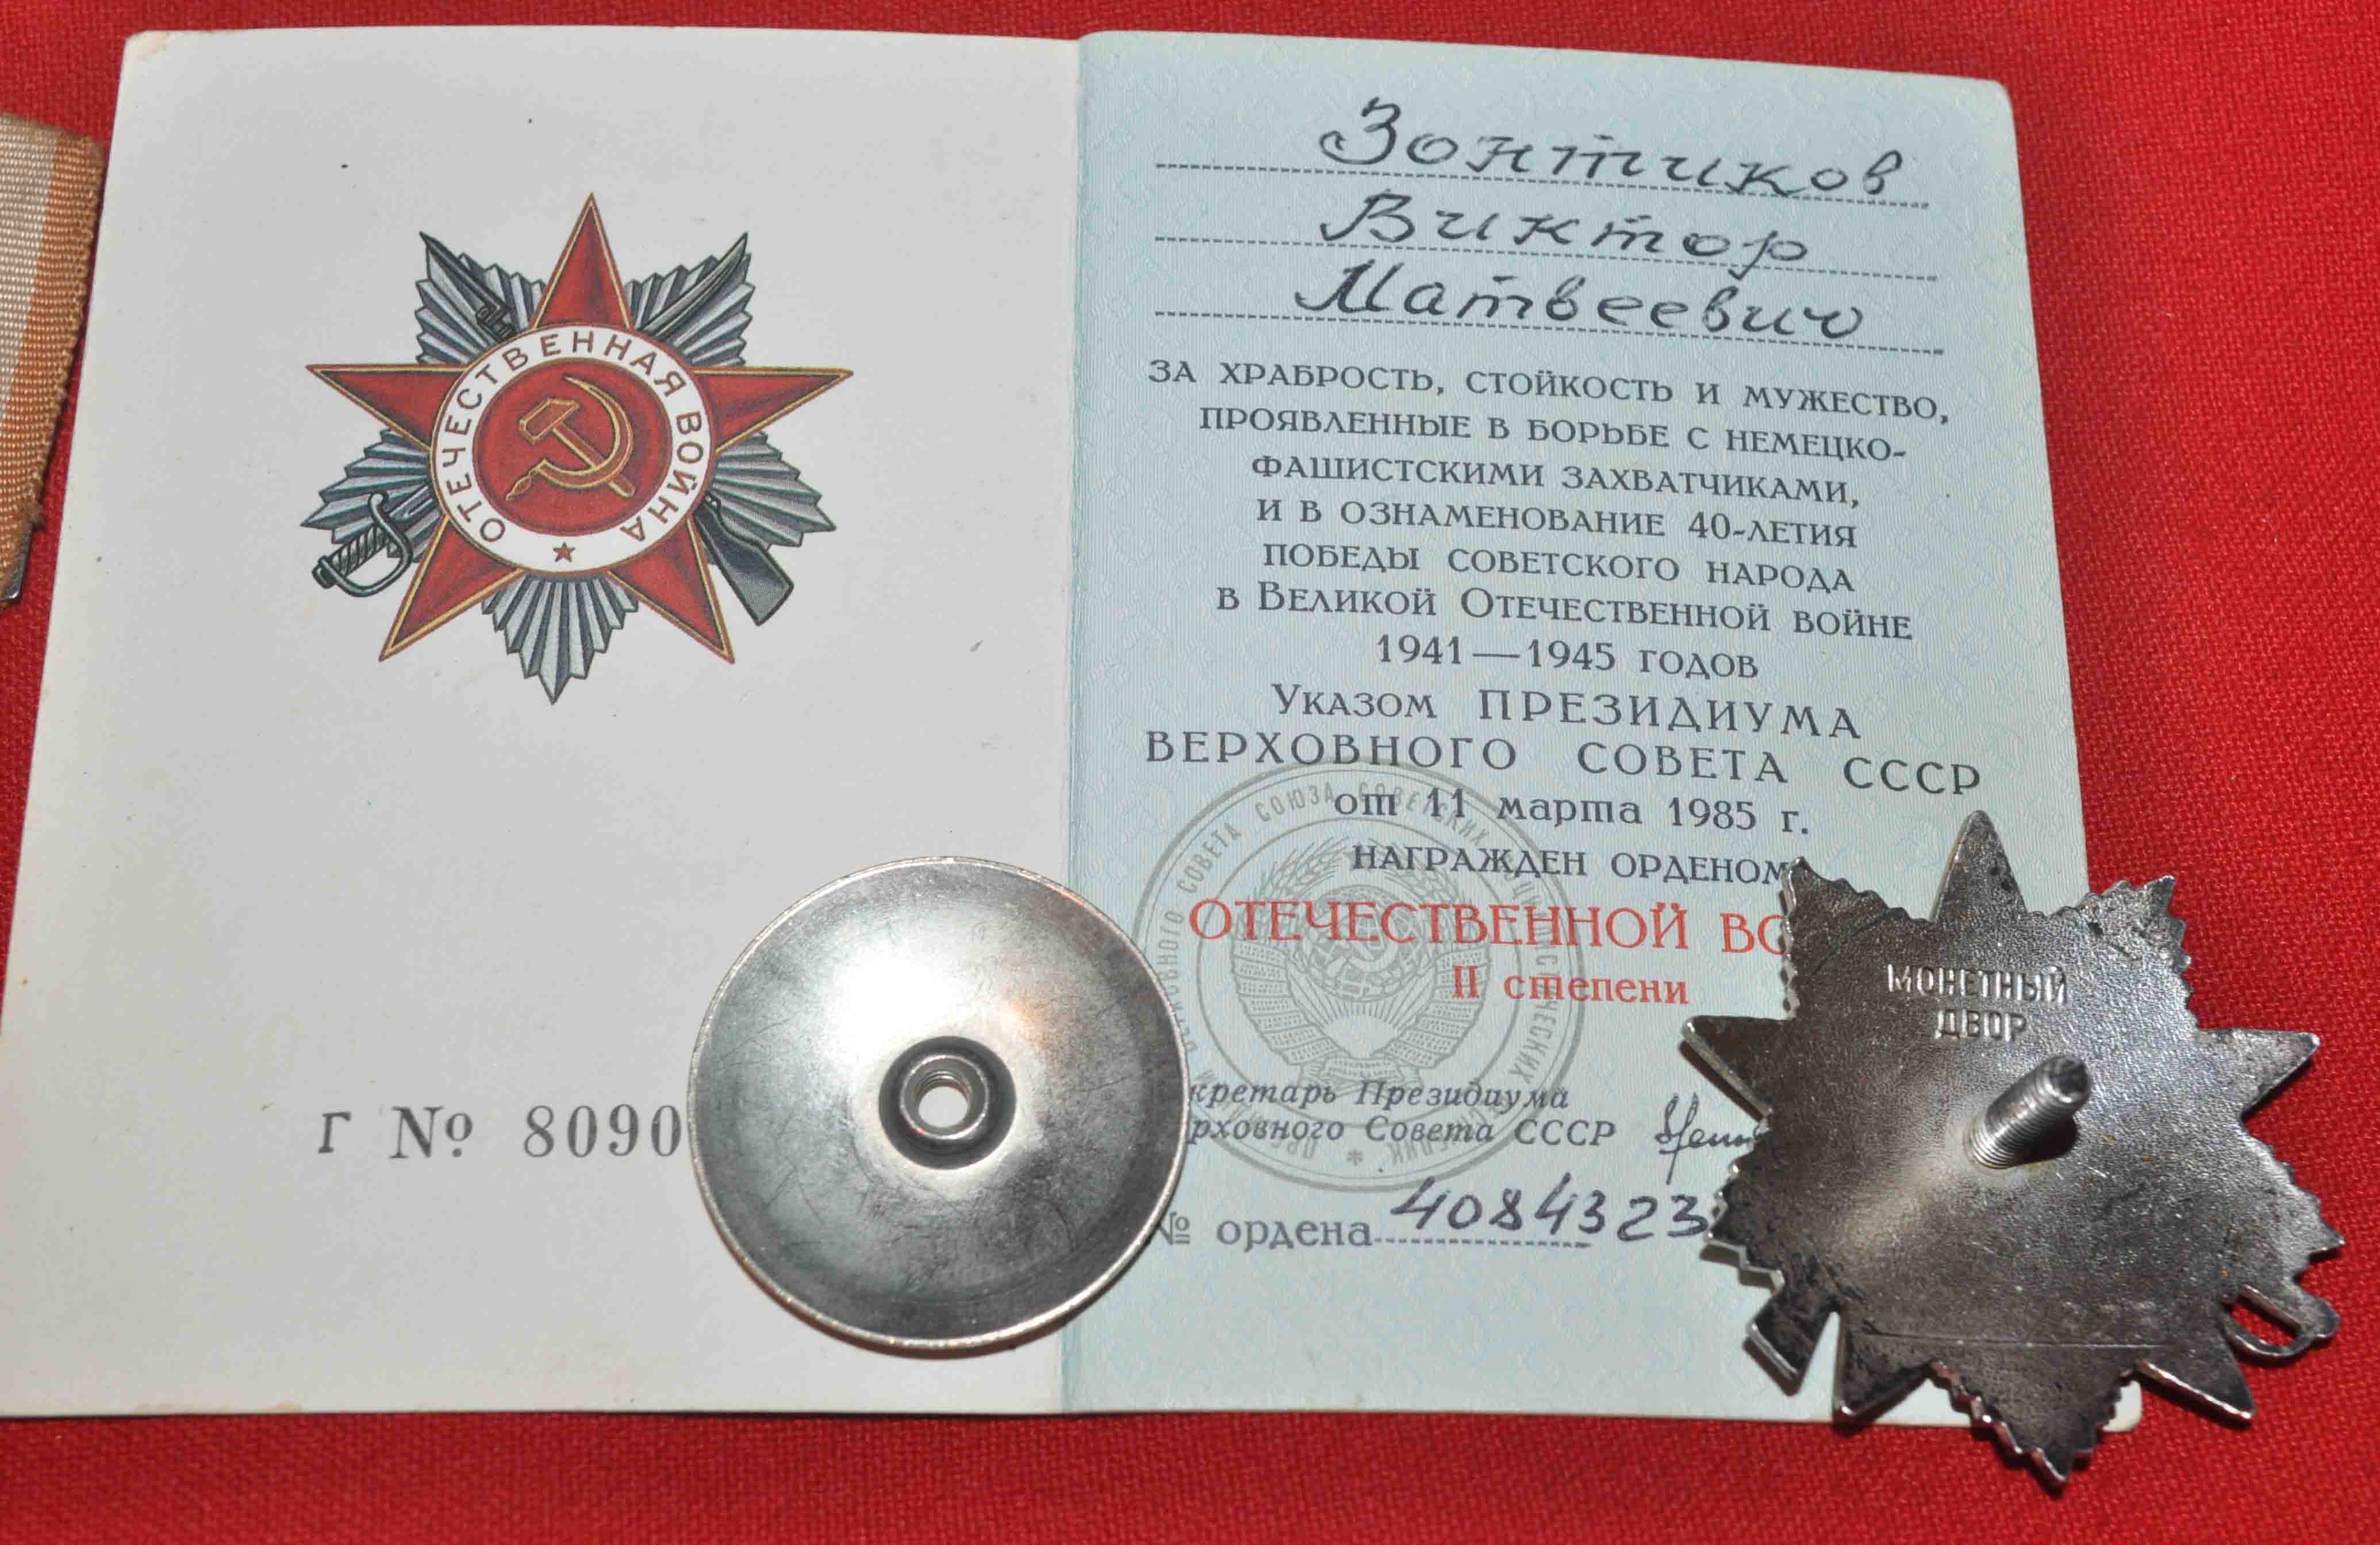 ОТЕЧЕСТВЕННАЯ ВОЙНА
Г № 8090
Зонтиков
Виктор
Матвеевич
ЗА ХРАБРОСТЬ, СТОЙКОСТЬ И МУЖЕСТВО,
ПРОЯВЛЕННЫЕ В БОРЬБЕ С НЕМЕЦКО-
ФАШИСТСКИМИ ЗАХВАТЧИКАМИ,
И В ОЗНАМЕНОВАНИЕ 40-ЛЕТИЯ
ПОБЕДЫ СОВЕТСКОГО НАРОДА
В ВЕЛИКОЙ ОТЕЧЕСТВЕННОЙ ВОЙНЕ
1941—1945 ГОДОВ
УКАЗОМ ПРЕЗИДИУМА
ВЕРХОВНОГО СОВЕТА СССР
от 11 марта 1985 г.
НАГРАЖДЕН ОРДЕНОМ
ОТЕЧЕСТВЕННОЙ ВО
II степени
кретарь Президиума
рховного Совета СССР
№ ордена 4084323
МОНЕТНЫЙ
ДВОР